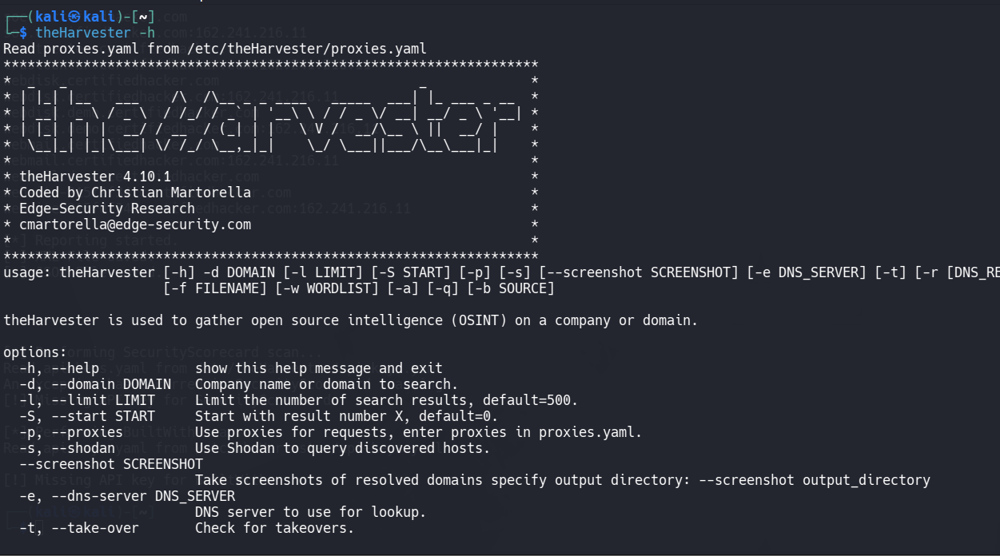 ┌──(kali㉿kali)-[~]
└─$ theHarvester -h
Read proxies.yaml from /etc/theHarvester/proxies.yaml
*******************************************************************
*  _   _                                            _             *
* | |_| |__   ___    /\  /\__ _ _ ____   _____  ___| |_ ___ _ __  *
* | __|  _ \ / _ \  / /_/ / _` | '__\ \ / / _ \/ __| __/ _ \ '__| *
* | |_| | | |  __/ / __  / (_| | |   \ V /  __/\__ \ ||  __/ |    *
*  \__|_| |_|\___| \/ /_/ \__,_|_|    \_/ \___||___/\__\___|_|    *
*                                                                 *
* theHarvester 4.10.1                                             *
* Coded by Christian Martorella                                   *
* Edge-Security Research                                          *
* cmartorella@edge-security.com                                   *
*                                                                 *
*******************************************************************
usage: theHarvester [-h] -d DOMAIN [-l LIMIT] [-S START] [-p] [-s] [--screenshot SCREENSHOT] [-e DNS_SERVER] [-t] [-r [DNS_RE
                    [-f FILENAME] [-w WORDLIST] [-a] [-q] [-b SOURCE]
theHarvester is used to gather open source intelligence (OSINT) on a company or domain.
options:
  -h, --help            show this help message and exit
  -d, --domain DOMAIN   Company name or domain to search.
  -l, --limit LIMIT     Limit the number of search results, default=500.
  -S, --start START     Start with result number X, default=0.
  -p, --proxies         Use proxies for requests, enter proxies in proxies.yaml.
  -s, --shodan          Use Shodan to query discovered hosts.
  --screenshot SCREENSHOT
                        Take screenshots of resolved domains specify output directory: --screenshot output_directory
  -e, --dns-server DNS_SERVER
                        DNS server to use for lookup.
  -t, --take-over       Check for takeovers.